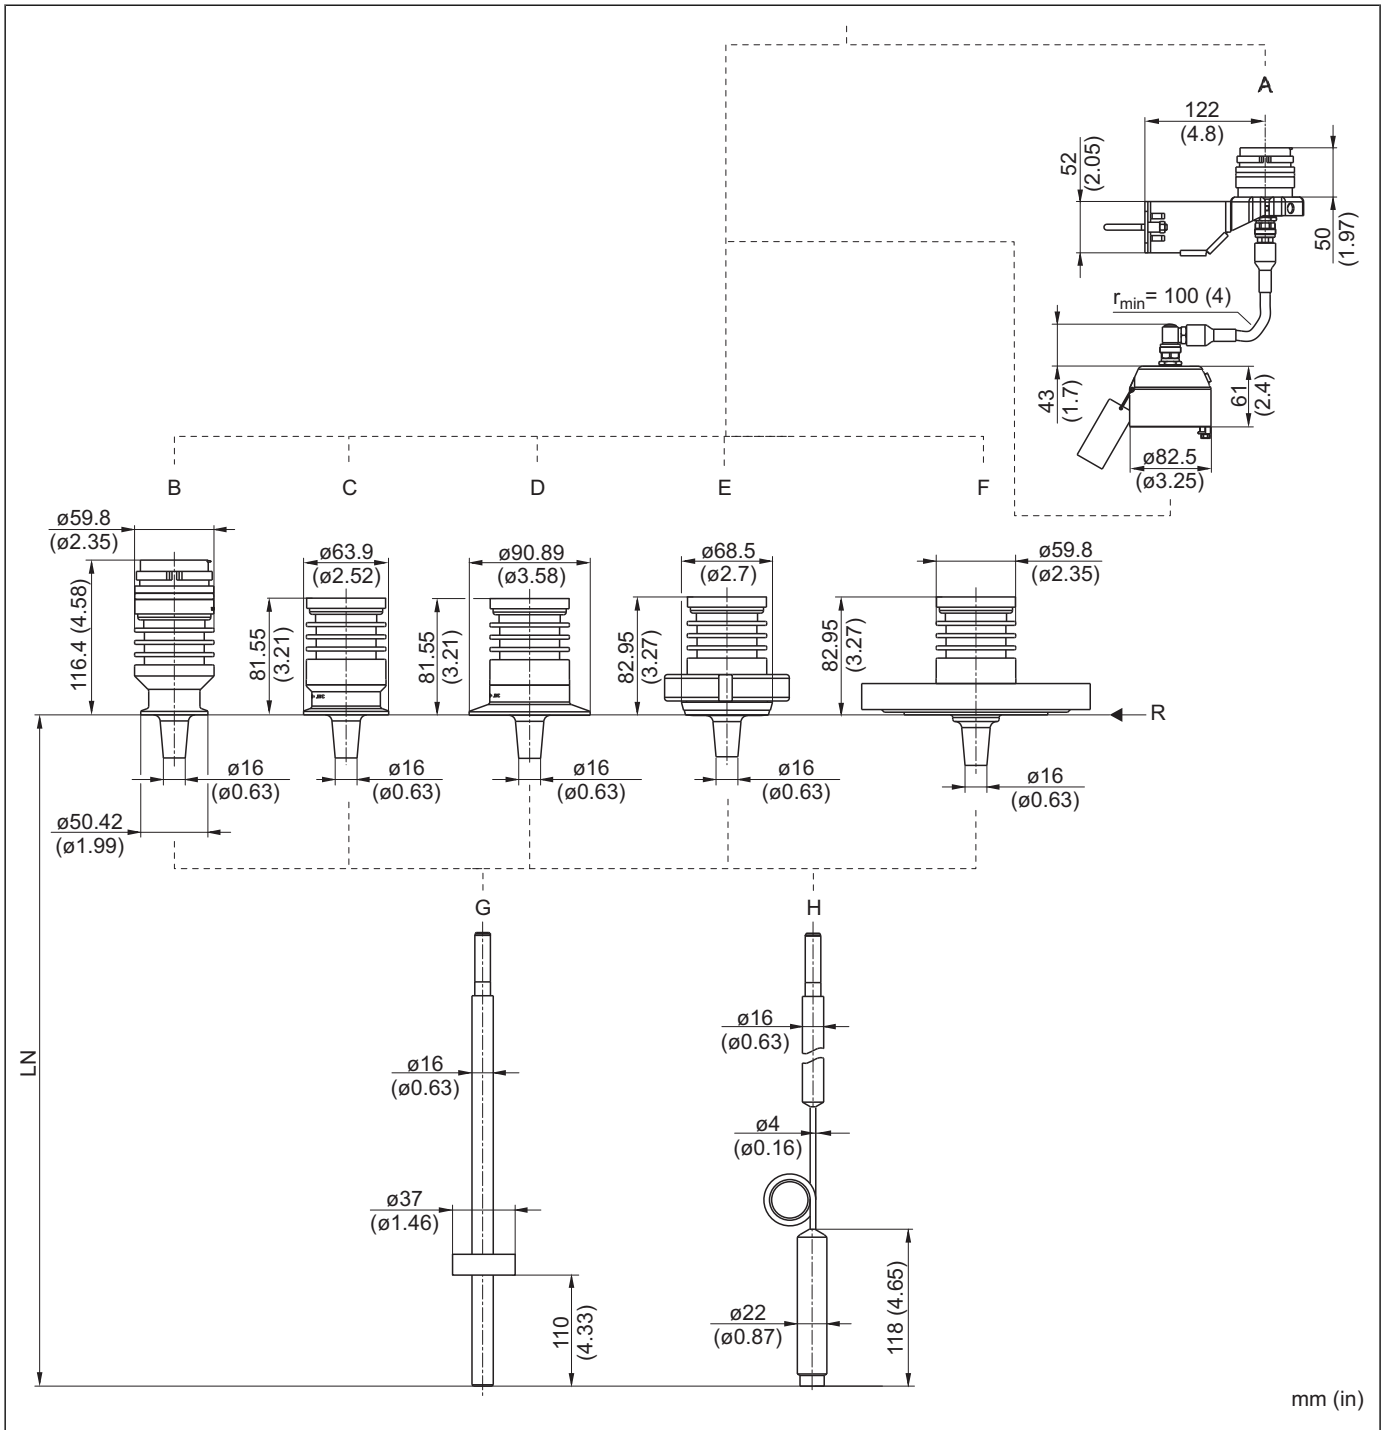 A
122
(4.8)
52
(2.05)
50
(1.97)
rmin= 100 (4)
43
(1.7)
61
(2.4)
ø82.5
(ø3.25)
B
C
D
E
F
ø59.8
(ø2.35)
ø63.9
(ø2.52)
ø90.89
(ø3.58)
ø68.5
(ø2.7)
ø59.8
(ø2.35)
116.4 (4.58)
81.55
(3.21)
81.55
(3.21)
82.95
(3.27)
82.95
(3.27)
R
ø16
(ø0.63)
ø16
(ø0.63)
ø16
(ø0.63)
ø16
(ø0.63)
ø16
(ø0.63)
ø50.42
(ø1.99)
G
H
LN
ø16
(ø0.63)
ø16
(ø0.63)
ø4
(ø0.16)
ø37
(ø1.46)
110
(4.33)
ø22
(ø0.87)
118 (4.65)
mm (in)